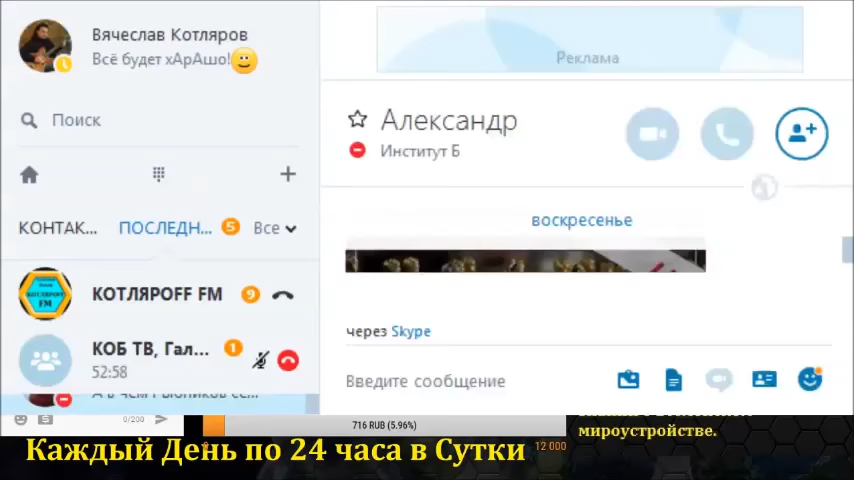 Вячеслав Котляров
Всё будет хАрАшо!
Поиск
КОНТАК...
ПОСЛЕДН...
5
Все
КОТЛЯРОFF FM
9
КОБ ТВ, Гал...
1
52:58
0/200
Реклама
Александр
Институт Б
воскресенье
через Skype
Введите сообщение
716 RUB (5.96%)
0
12 000
мироустройстве.
Каждый День по 24 часа в Сутки